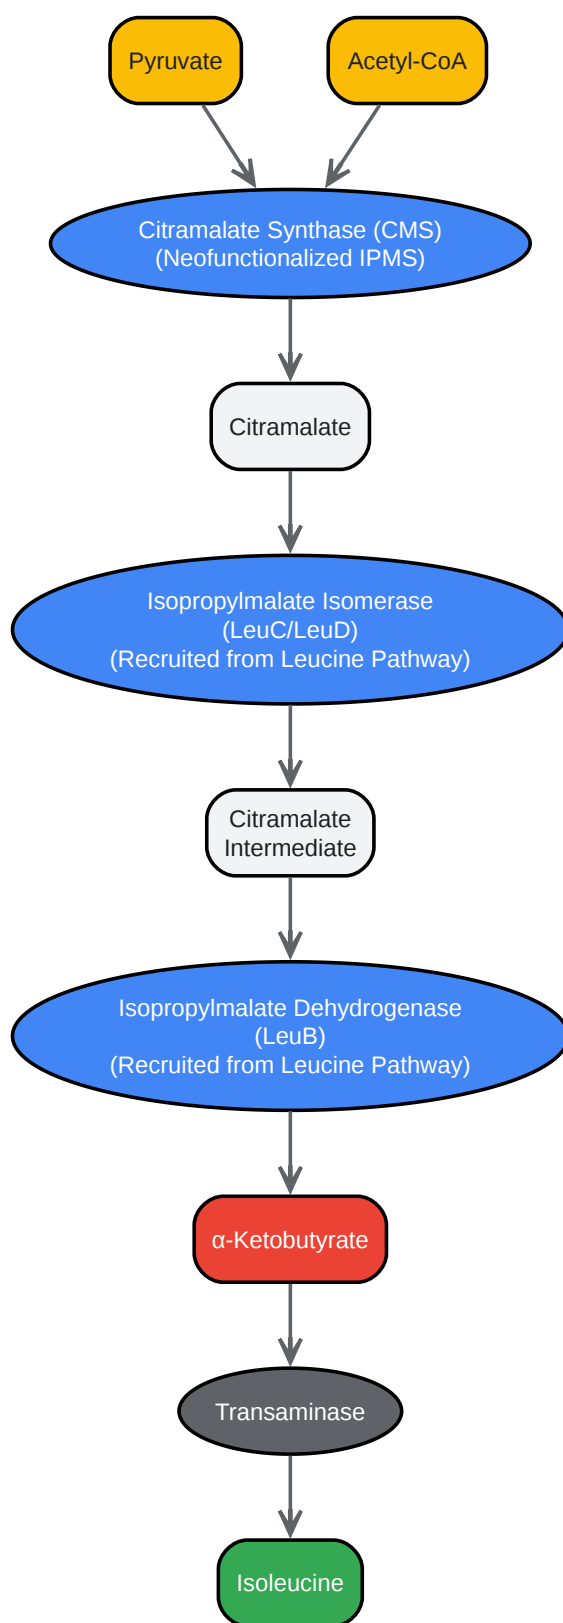 Pyruvate
Acetyl-CoA
Citramalate Synthase (CMS)
(Neofunctionalized IPMS)
Citramalate
Isopropylmalate Isomerase
(LeuC/LeuD)
(Recruited from Leucine Pathway)
Citramalate
Intermediate
Isopropylmalate Dehydrogenase
(LeuB)
(Recruited from Leucine Pathway)
α-Ketobutyrate
Transaminase
Isoleucine